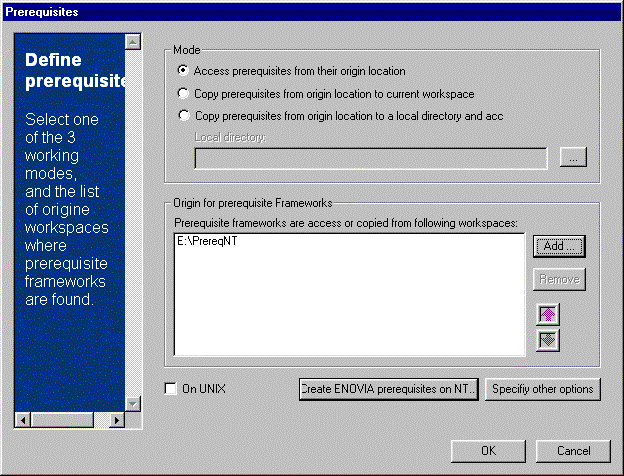 Prerequisites
Define
prerequisite
Select one
of the 3
working
modes,
and the list
of origine
workspaces
where
prerequisite
frameworks
are found.
Mode
Access prerequisites from their origin location
Copy prerequisites from origin location to current workspace
Copy prerequisites from origin location to a local directory and acc
Local directory:
...
Origin for prerequisite Frameworks
Prerequisite frameworks are access or copied from following workspaces:
E:\PrereqNT
Add ...
Remove
On UNIX
Create ENOVIA prerequisites on NT...
Specifiy other options
OK
Cancel